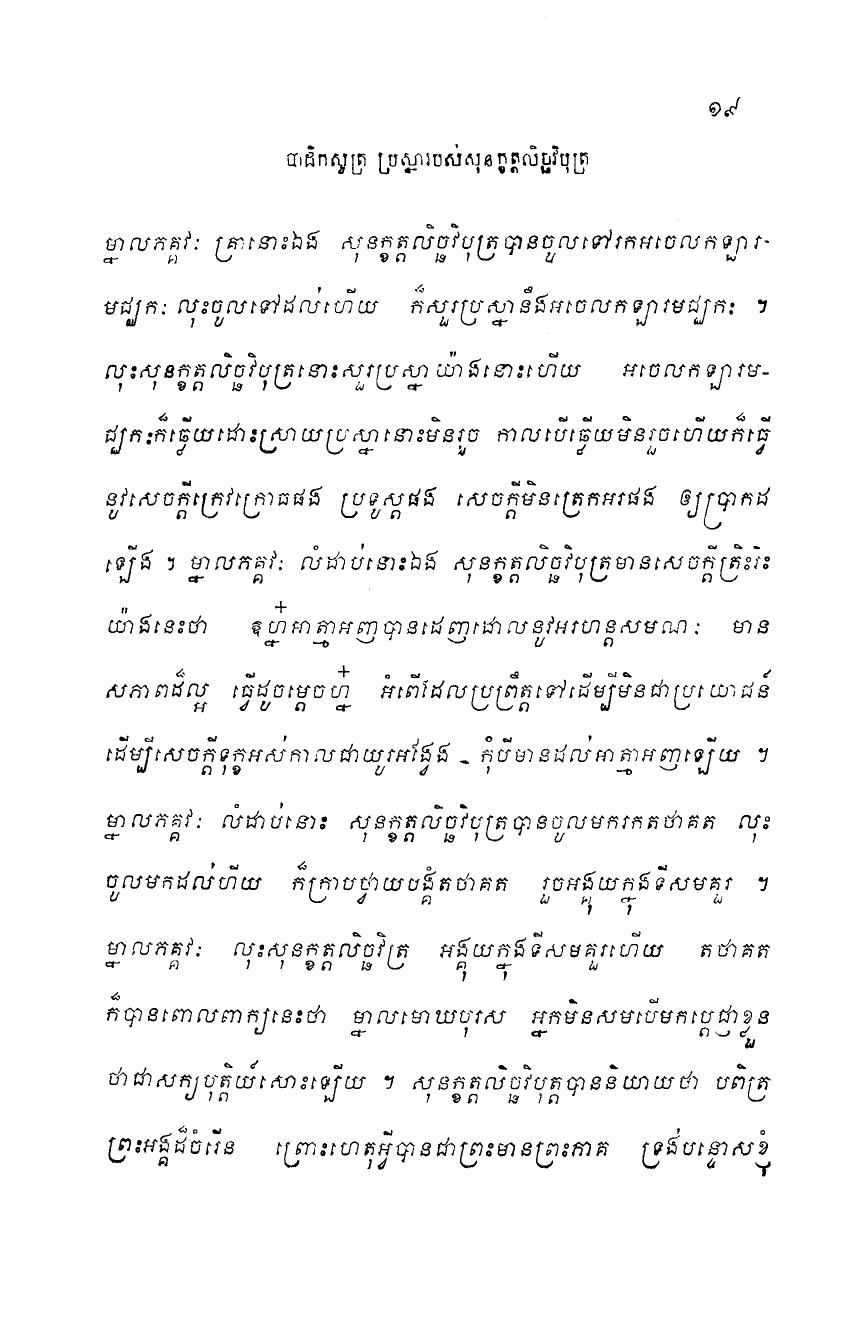 ១៩
បាដិកសូត្រ ប្រស្នារបស់សុនក្ខត្តលិច្ឆវិបុត្រ
ម្នាលភគ្គវៈ គ្រានោះឯង សុនក្ខត្តលិច្ឆវិបុត្របានចូលទៅរកអចេលកឡារ-
មដ្បកៈ លុះចូលទៅដល់ហើយ ក៏សួរប្រស្នានឹងអចេលកឡារមដ្បកៈ ។
លុះសុនក្ខត្តលិច្ឆវិបុត្រនោះសួរប្រស្នាយ៉ាងនោះហើយ អចេលកឡារម-
ដ្បកៈក៏ធ្វើយដោះស្រាយប្រស្នានោះមិនរួច កាលបើធ្វើយមិនរួចហើយក៏ធ្វើ
នូវសេចក្តីក្រេវក្រោធផង ប្រទូស្តផង សេចក្តីមិនត្រេកអរផង ឲ្យប្រាកដ
ឡើង ។ ម្នាលភគ្គវៈ លំដាប់នោះឯង សុនក្ខត្តលិច្ឆវិបុត្រមានសេចក្តីត្រិះរិះ
យ៉ាងនេះថា ឱហ្ន៎អាត្មាអញបានដេញដោលនូវអរហន្តសមណៈ មាន
សភាពដ៏ល្អ ធ្វើដូចម្តេចហ្ន៎ អំពើដែលប្រព្រឹត្តទៅដើម្បីមិនជាប្រយោជន៍
ដើម្បីសេចក្តីទុក្ខអស់កាលជាយូរអង្វែង កុំបីមានដល់អាត្មាអញឡើយ ។
ម្នាលភគ្គវៈ លំដាប់នោះ សុនក្ខត្តលិច្ឆវិបុត្របានចូលមករកតថាគត លុះ
ចូលមកដល់ហើយ ក៏ក្រាបថ្វាយបង្គំតថាគត រួចអង្គុយក្នុងទីសមគួរ ។
ម្នាលភគ្គវៈ លុះសុនក្ខត្តលិច្ឆវិត្រ អង្គុយក្នុងទីសមគួរហើយ តថាគត
ក៏បានពោលពាក្យនេះថា ម្នាលមោឃបុរស អ្នកមិនសមបើមកប្តេជ្ញាខ្លួន
ថាជាសក្យបុត្តិយ៍សោះឡើយ ។ សុនក្ខត្តលិច្ឆវិបុត្តបាននិយាយថា បពិត្រ
ព្រះអង្គដ៏ចំរើន ព្រោះហេតុអ្វីបានជាព្រះមានព្រះភាគ ទ្រង់បន្ទោសខ្ញុំ